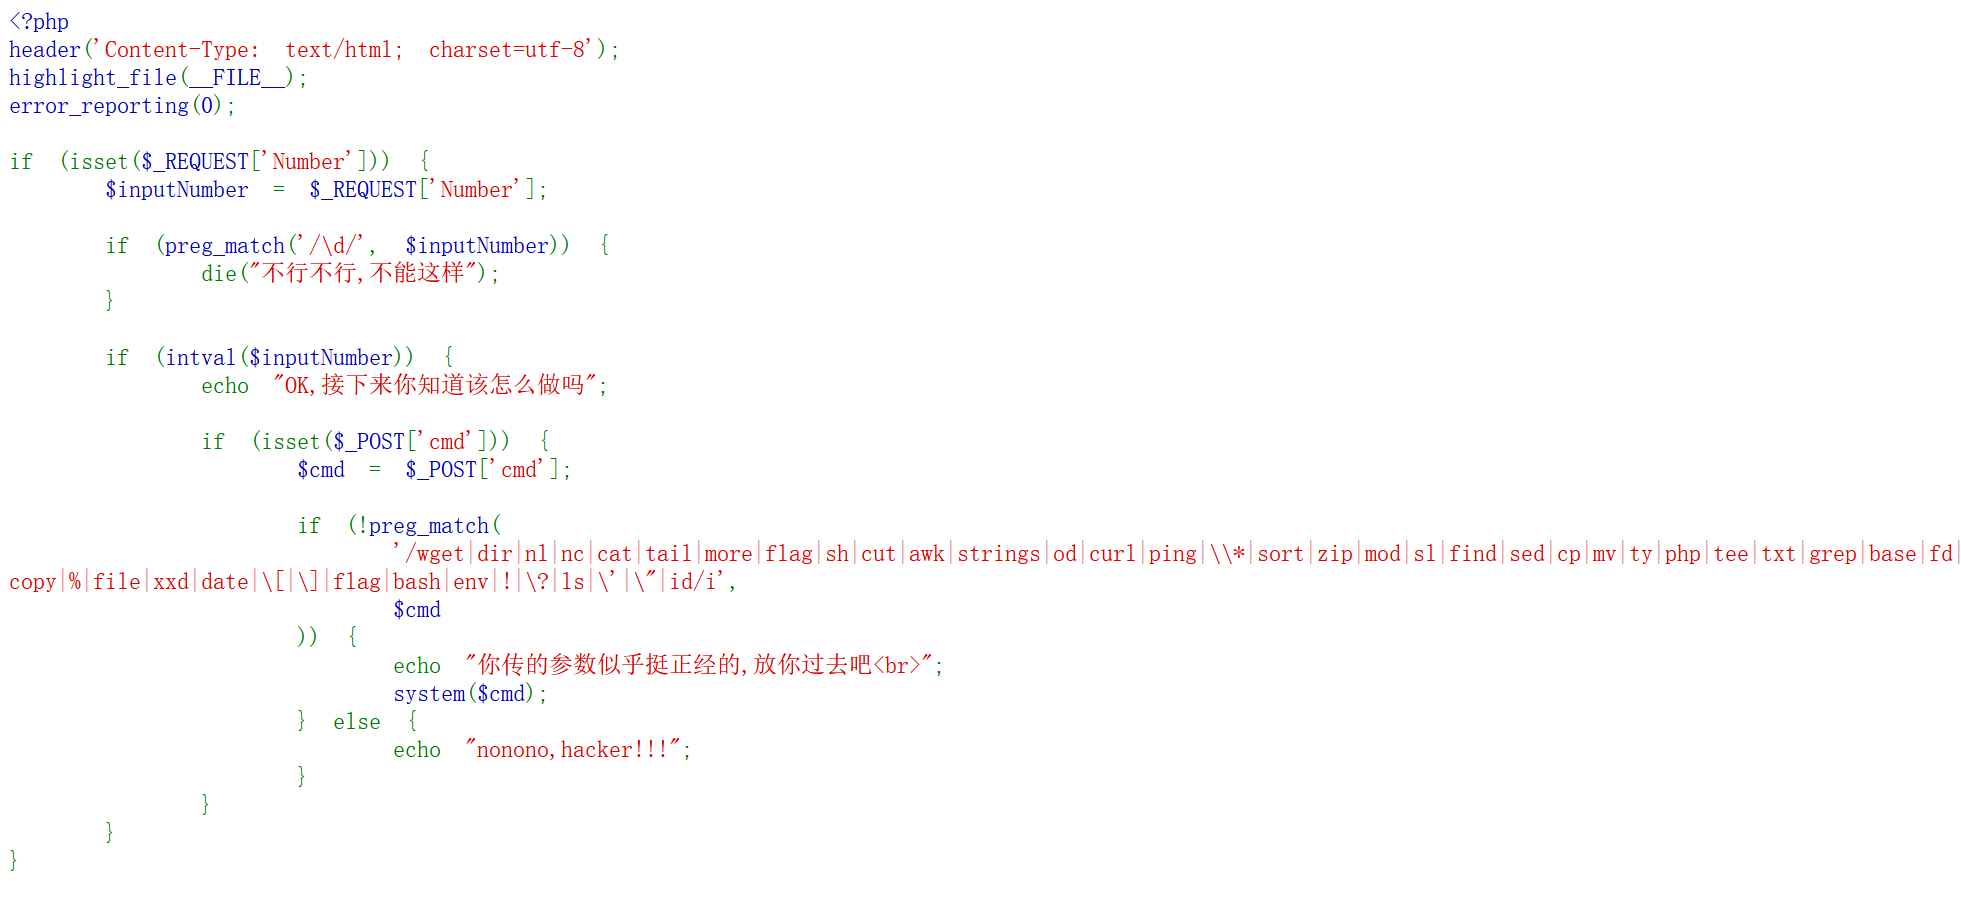 <?php
header('Content-Type: text/html; charset=utf-8');
highlight_file(__FILE__);
error_reporting(0);
if (isset($_REQUEST['Number'])) {
$inputNumber = $_REQUEST['Number'];
if (preg_match('/\d/', $inputNumber)) {
die("不行不行,不能这样");
}
if (intval($inputNumber)) {
echo "OK,接下来你知道该怎么做吗";
if (isset($_POST['cmd'])) {
$cmd = $_POST['cmd'];
if (!preg_match(
'/wget|dir|nl|nc|cat|tail|more|flag|sh|cut|awk|strings|od|curl|ping|\\*|sort|zip|mod|sl|find|sed|cp|mv|ty|php|tee|txt|grep|base|fd|
copy|%|file|xxd|date|\[|\]|flag|bash|env|!|\?|ls|\'|\"|id/i',
$cmd
)) {
echo "你传的参数似乎挺正经的,放你过去吧<br>";
system($cmd);
} else {
echo "nonono,hacker!!!";
}
}
}
}